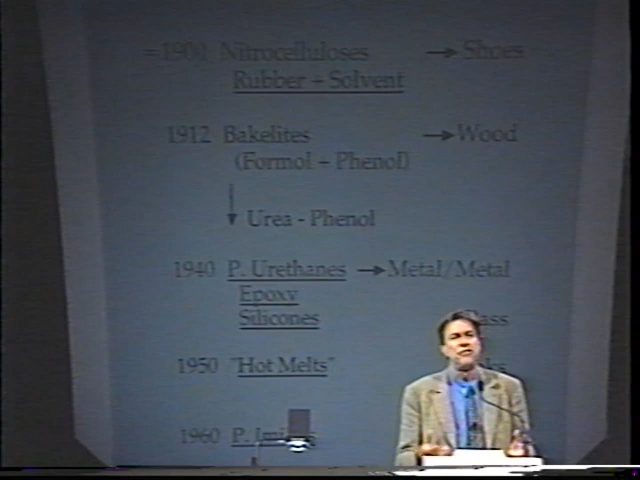 1900 Nitrocelluloses → Shoes
Rubber + Solvent
1912 Bakelites → Wood
(Formol + Phenol)
↓ Urea - Phenol
1940 P. Urethanes → Metal/Metal
Epoxy
Silicones
1950 "Hot Melts"
1960 P.